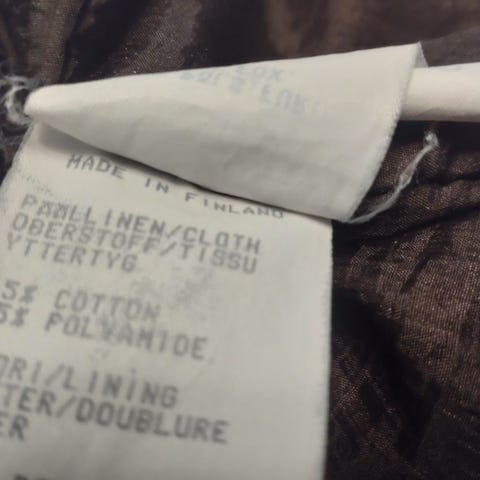 MADE IN FINLAND
PÄÄLLINEN/CLOTH
OBERSTOFF/TISSU
YTTERTYG
5% COTTON
5% POLYAMIDE
ORI/LINING
TER/DOUBLURE
ER